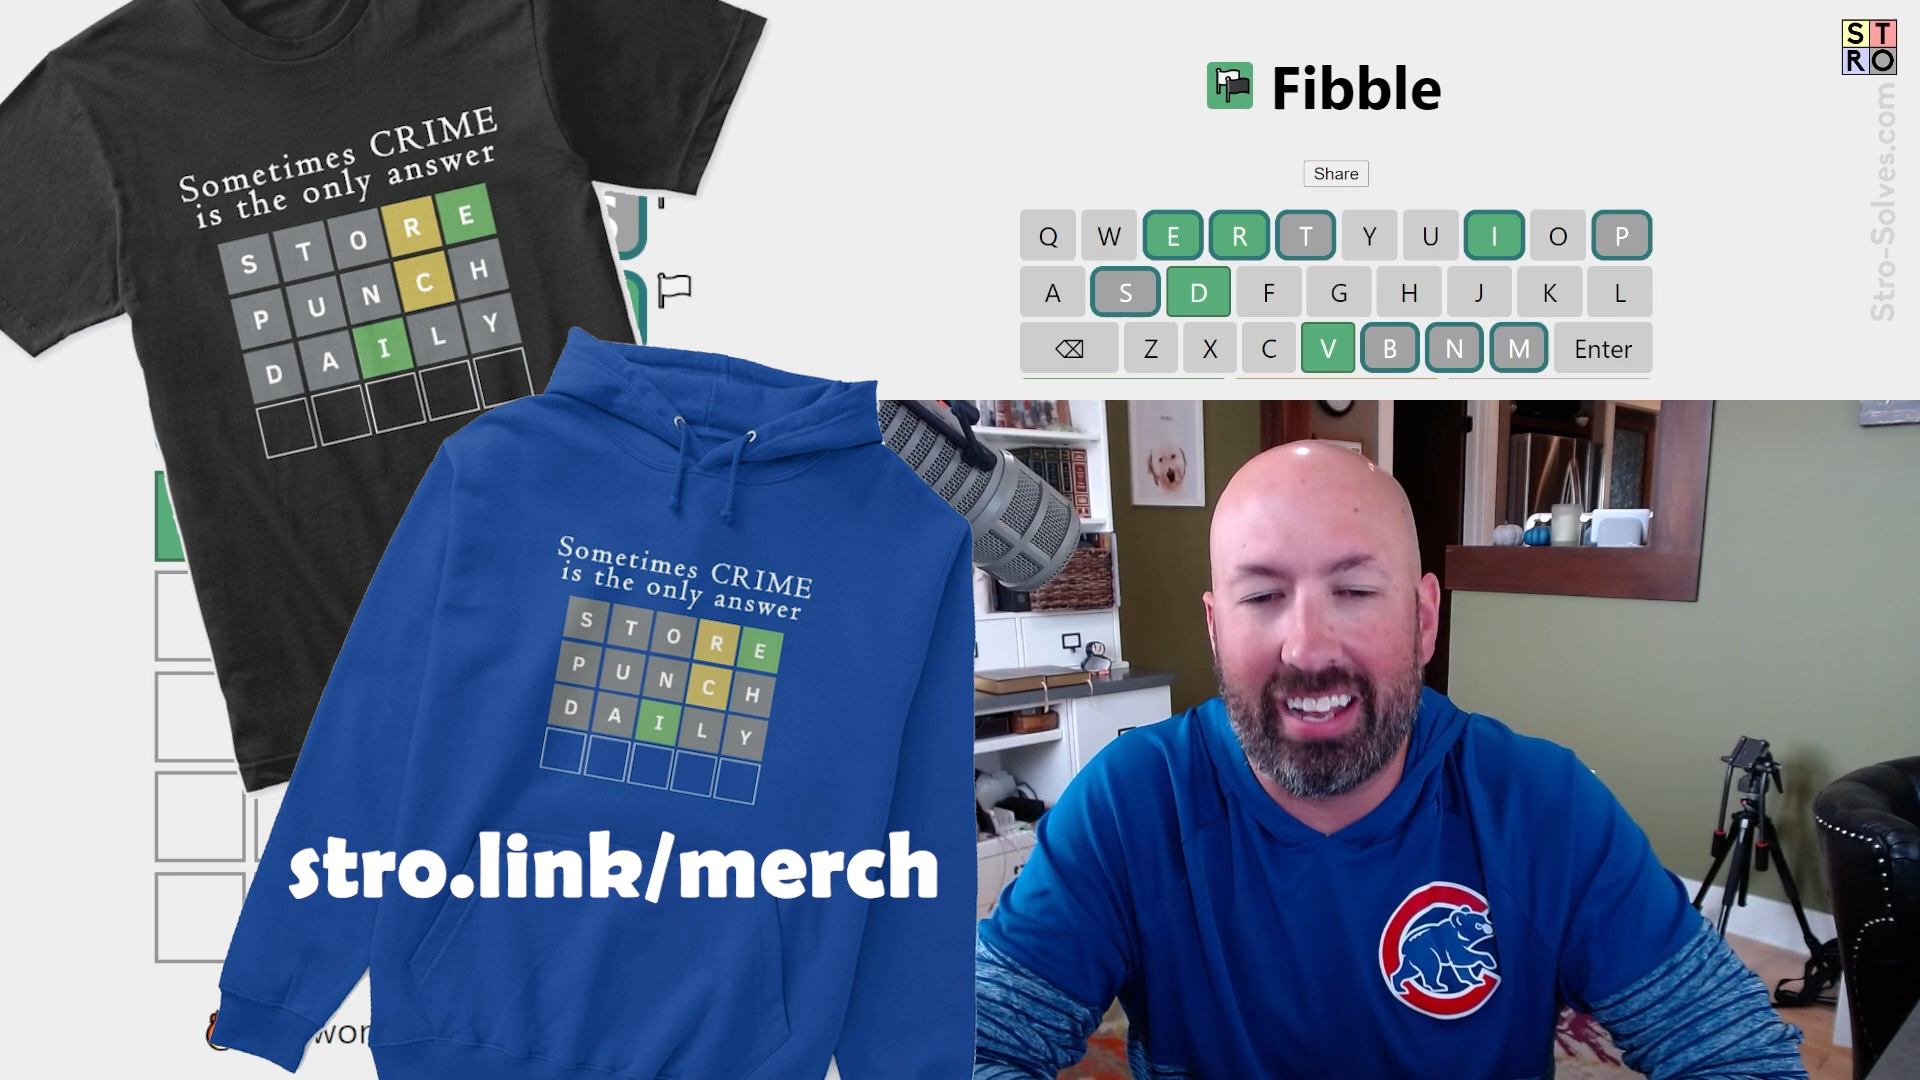 Sometimes CRIME
is the only answer
S T O R E
P U N C H
D A I L Y
Sometimes CRIME
is the only answer
S T O R E
P U N C H
D A I L Y
stro.link/merch
Fibble
Share
Q W E R T Y U I O P
A S D F G H J K L
⌫ Z X C V B N M Enter
S T
R O
Stro-Solves.com